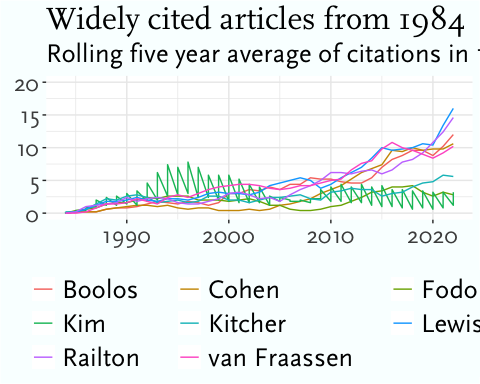 Widely cited articles from 1984
Rolling five year average of citations in
20
15
10
5
0
1990 2000 2010 2020
Boolos Cohen
Kim Kitcher Lewis
Railton van Fraassen